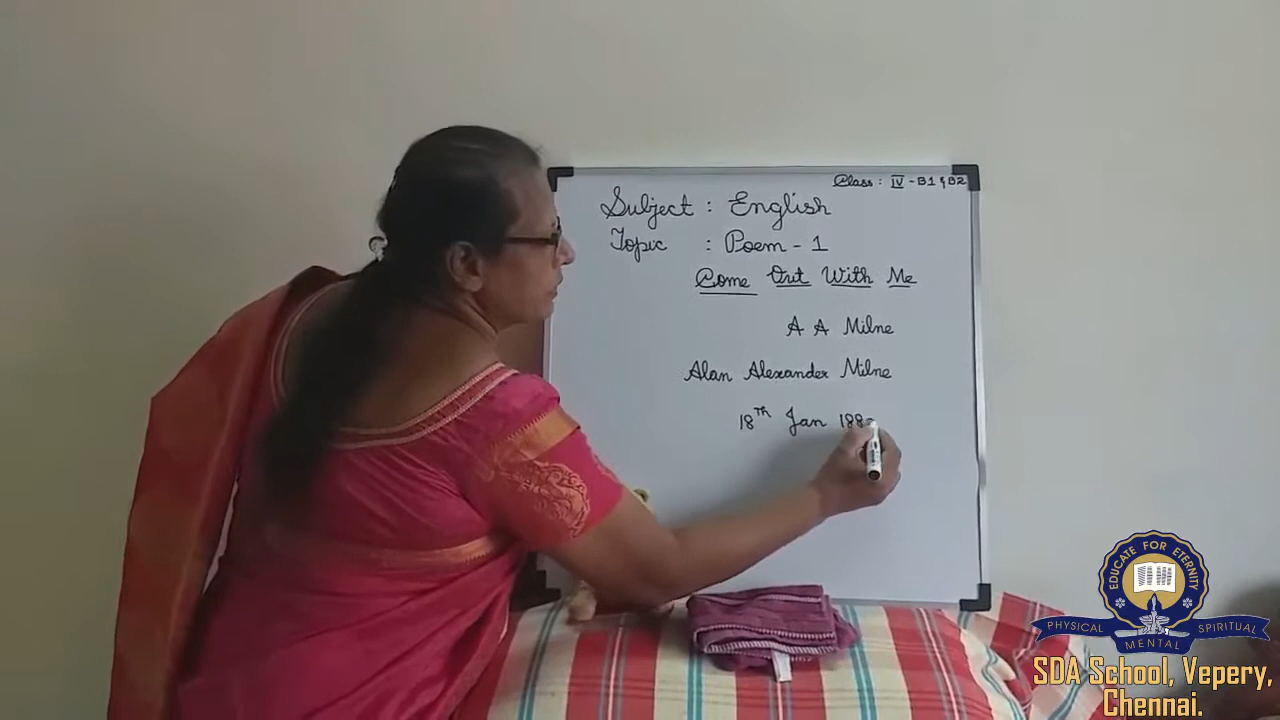 Class : IV - B1 & B2
Subject : English
Topic : Poem - 1
Come Out With Me
A A Milne
Alan Alexander Milne
18Th Jan 188
EDUCATE FOR ETERNITY
PHYSICAL MENTAL SPIRITUAL
SDA School, Vepery,
Chennai.